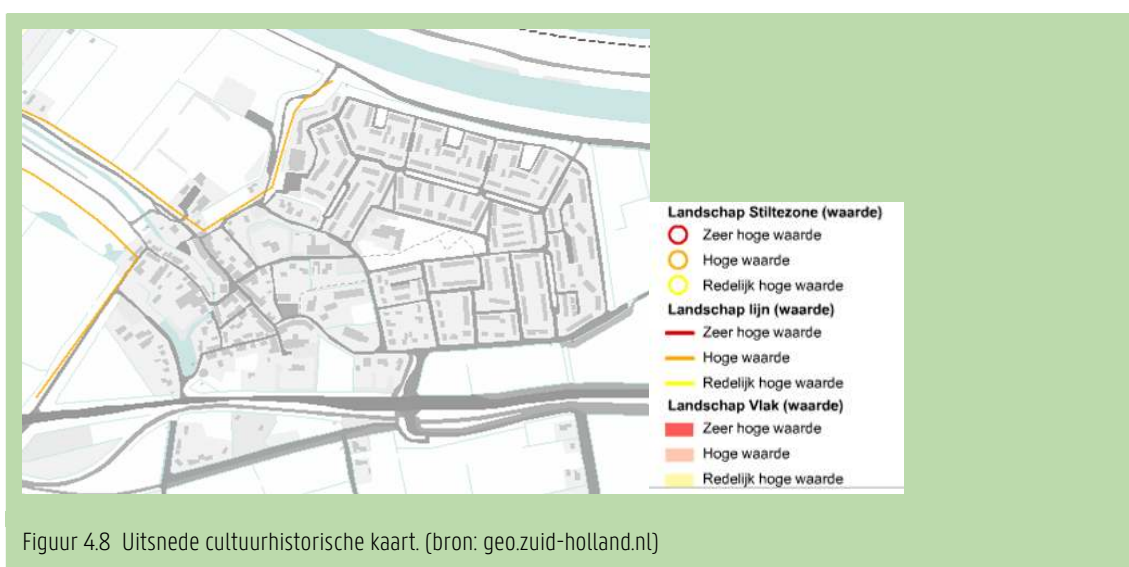 Landschap Stiltezone (waarde)
Zeer hoge waarde
Hoge waarde
Redelijk hoge waarde
Landschap lijn (waarde)
Zeer hoge waarde
Hoge waarde
Redelijk hoge waarde
Landschap Vlak (waarde)
Zeer hoge waarde
Hoge waarde
Redelijk hoge waarde
Figuur 4.8 Uitsnede cultuurhistorische kaart. (bron: geo.zuid-holland.nl)